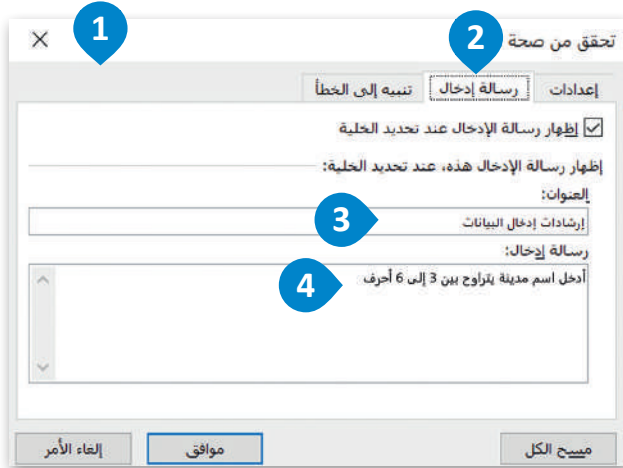 1
تحقق من صحة
2
إعدادات
رسالة إدخال
تنبيه إلى الخطأ
إظهار رسالة الإدخال عند تحديد الخلية
إظهار رسالة الإدخال هذه، عند تحديد الخلية:
العنوان:
إرشادات إدخال البيانات
3
رسالة إدخال:
أدخل اسم مدينة يتراوح بين 3 إلى 6 أحرف
4
مسح الكل
موافق
إلغاء الأمر